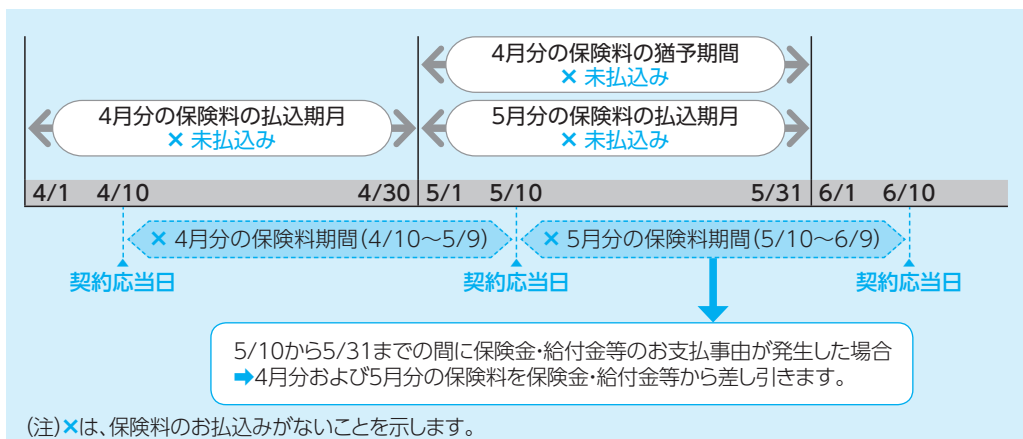 4月分の保険料の猶予期間
× 未払込み
4月分の保険料の払込期月
× 未払込み
5月分の保険料の払込期月
× 未払込み
4/1 4/10 4/30 5/1 5/10 5/31 6/1 6/10
× 4月分の保険料期間(4/10～5/9)
× 5月分の保険料期間(5/10～6/9)
契約応当日
契約応当日
契約応当日
5/10から5/31までの間に保険金・給付金等のお支払事由が発生した場合
➡4月分および5月分の保険料を保険金・給付金等から差し引きます。
(注)×は、保険料のお払込みがないことを示します。